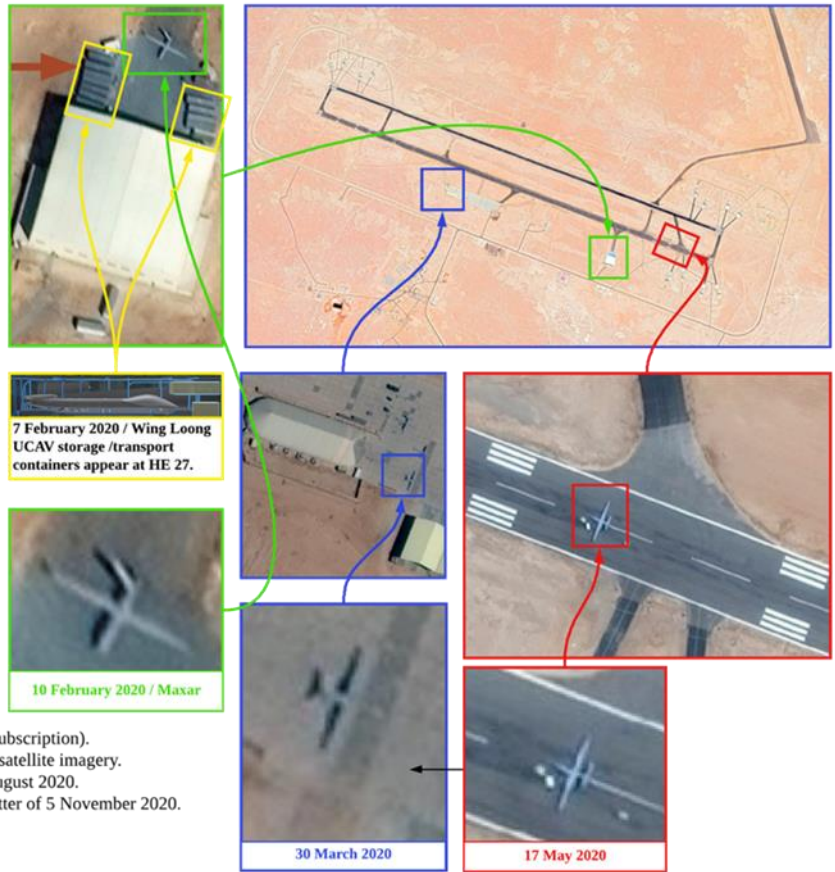 7 February 2020 / Wing Loong
UCAV storage /transport
containers appear at HE 27.
10 February 2020 / Maxar
ubscription).
satellite imagery.
ugust 2020.
tter of 5 November 2020.
30 March 2020
17 May 2020